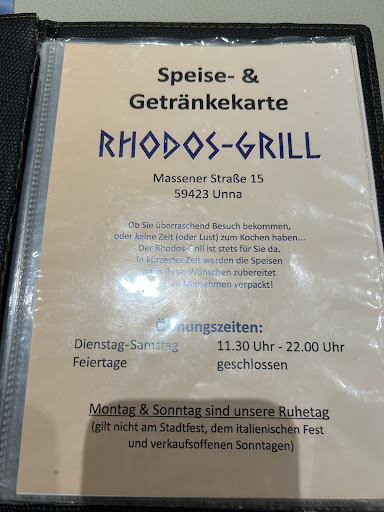 Speise- &
Getränkekarte
RHODOS-GRILL
Massener Straße 15
59423 Unna
Ob Sie überraschend Besuch bekommen,
oder keine Zeit (oder Lust) zum Kochen haben...
Der Rhodos-Grill ist stets für Sie da.
In kürzester Zeit werden die Speisen
nach Ihren Wünschen zubereitet
Mitnehmen verpackt!
Öffnungszeiten:
Dienstag-Samstag 11.30 Uhr - 22.00 Uhr
Feiertage geschlossen
Montag & Sonntag sind unsere Ruhetag
(gilt nicht am Stadtfest, dem italienischen Fest
und verkaufsoffenen Sonntagen)